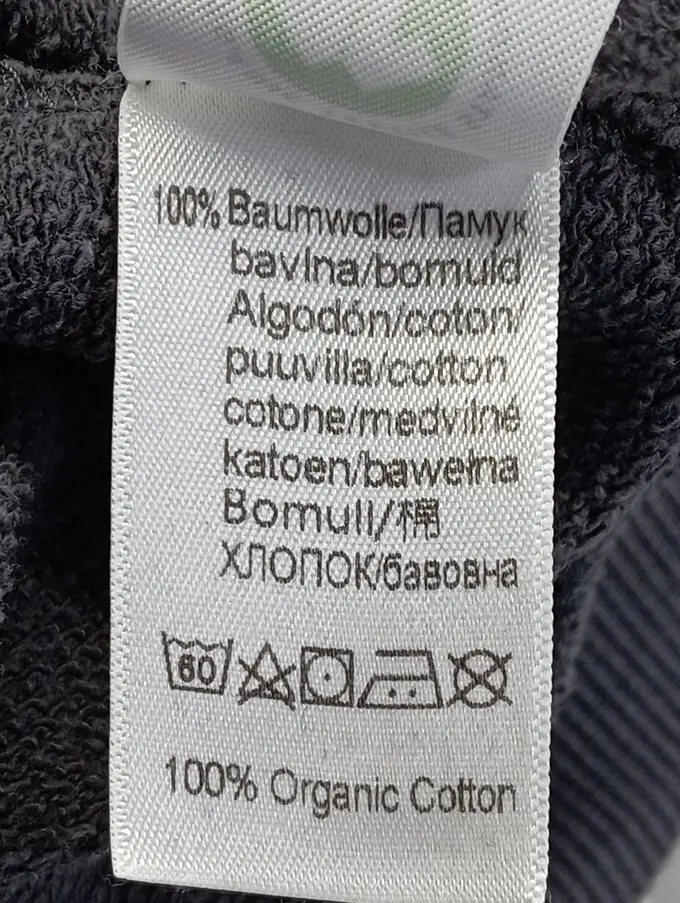 100% Baumwolle/Памук
bavlna/bomuld
Algodón/coton/
puuvilla/cotton
cotone/medvilnė
katoen/bawełna
Bomull/棉
ХЛОПОК/бавовна
60
100% Organic Cotton